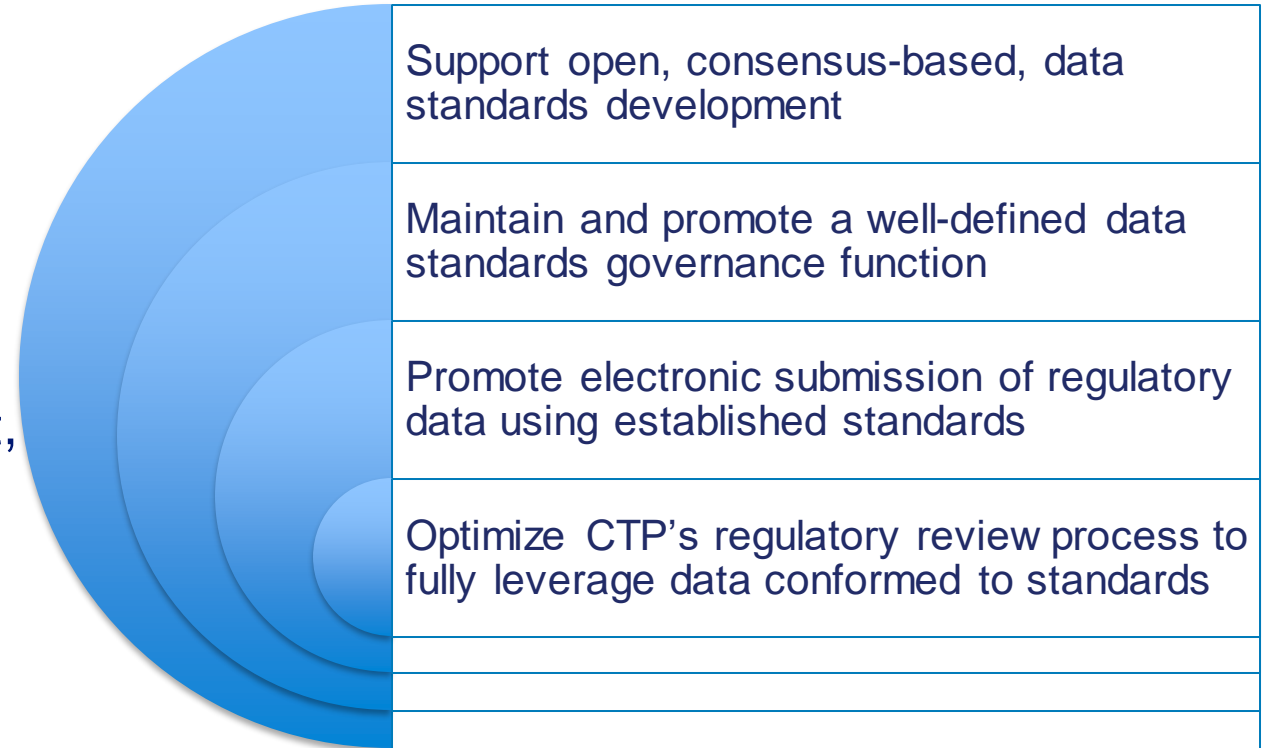 Support open, consensus-based, data
standards development
Maintain and promote a well-defined data
standards governance function
Promote electronic submission of regulatory
data using established standards
Optimize CTP’s regulatory review process to
fully leverage data conformed to standards